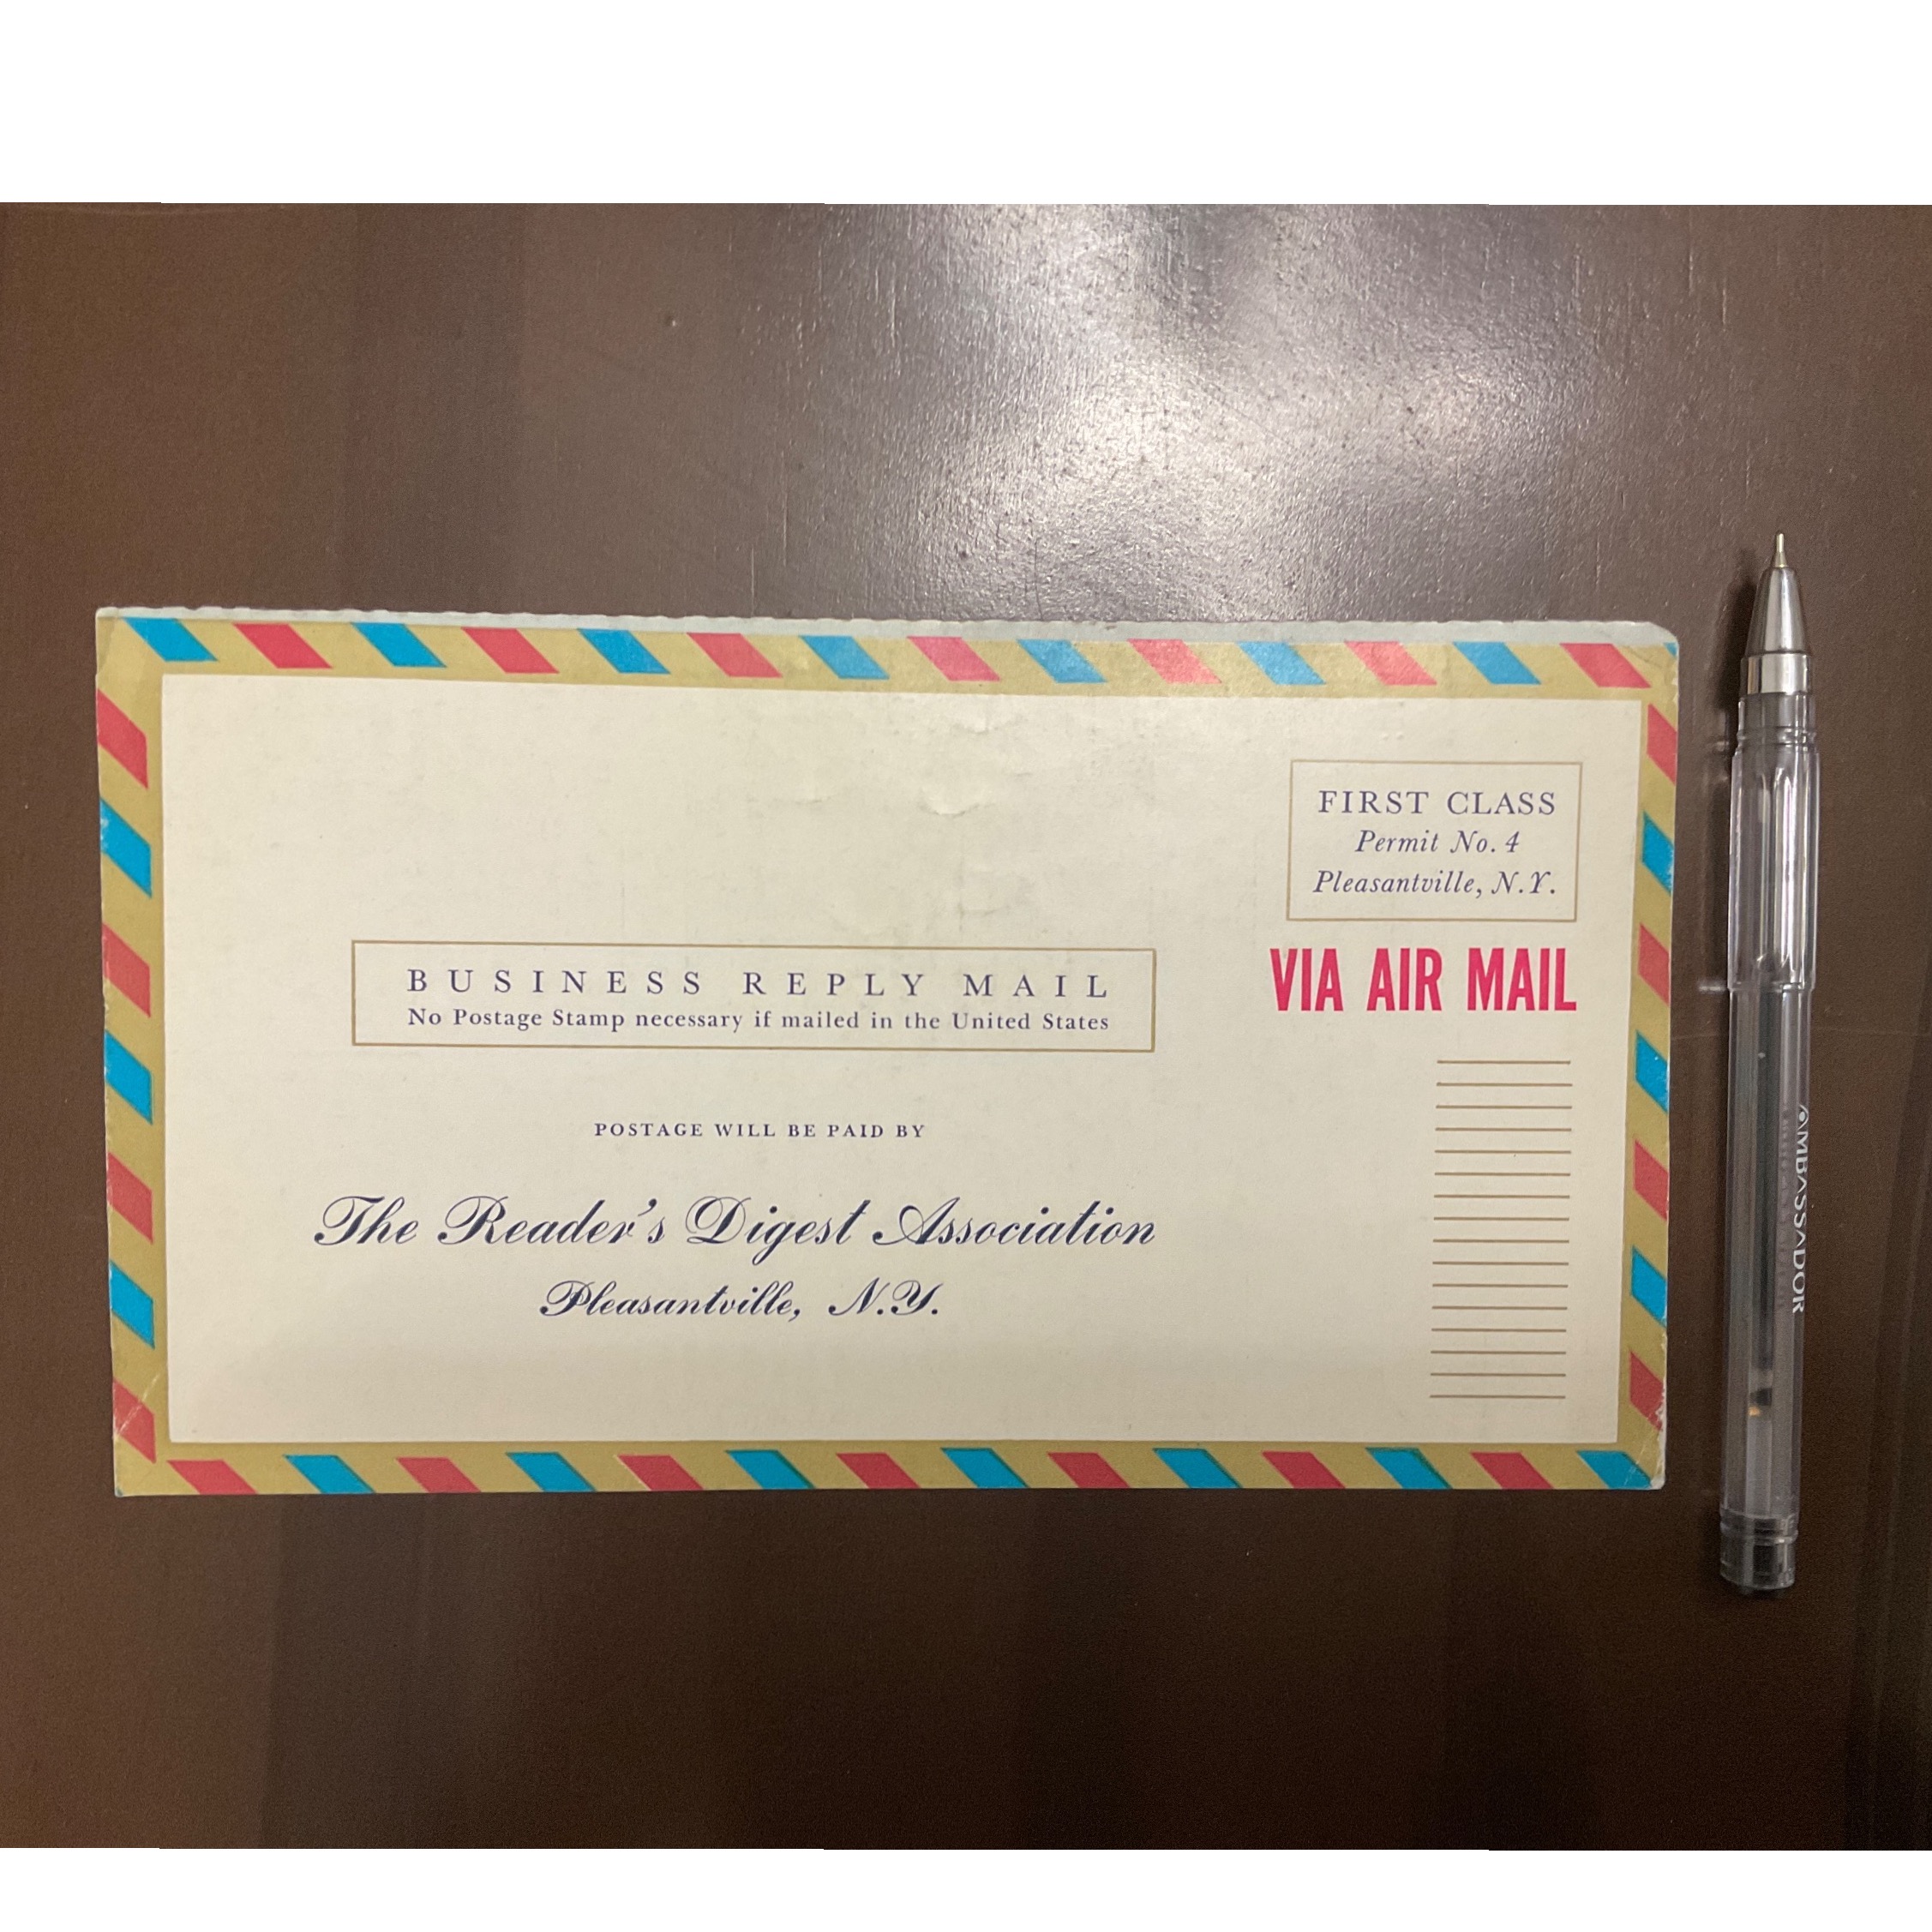 FIRST CLASS
Permit No. 4
Pleasantville, N.Y.
VIA AIR MAIL
BUSINESS REPLY MAIL
No Postage Stamp necessary if mailed in the United States
POSTAGE WILL BE PAID BY
The Reader's Digest Association
Pleasantville, N.Y.
AMBASSADOR